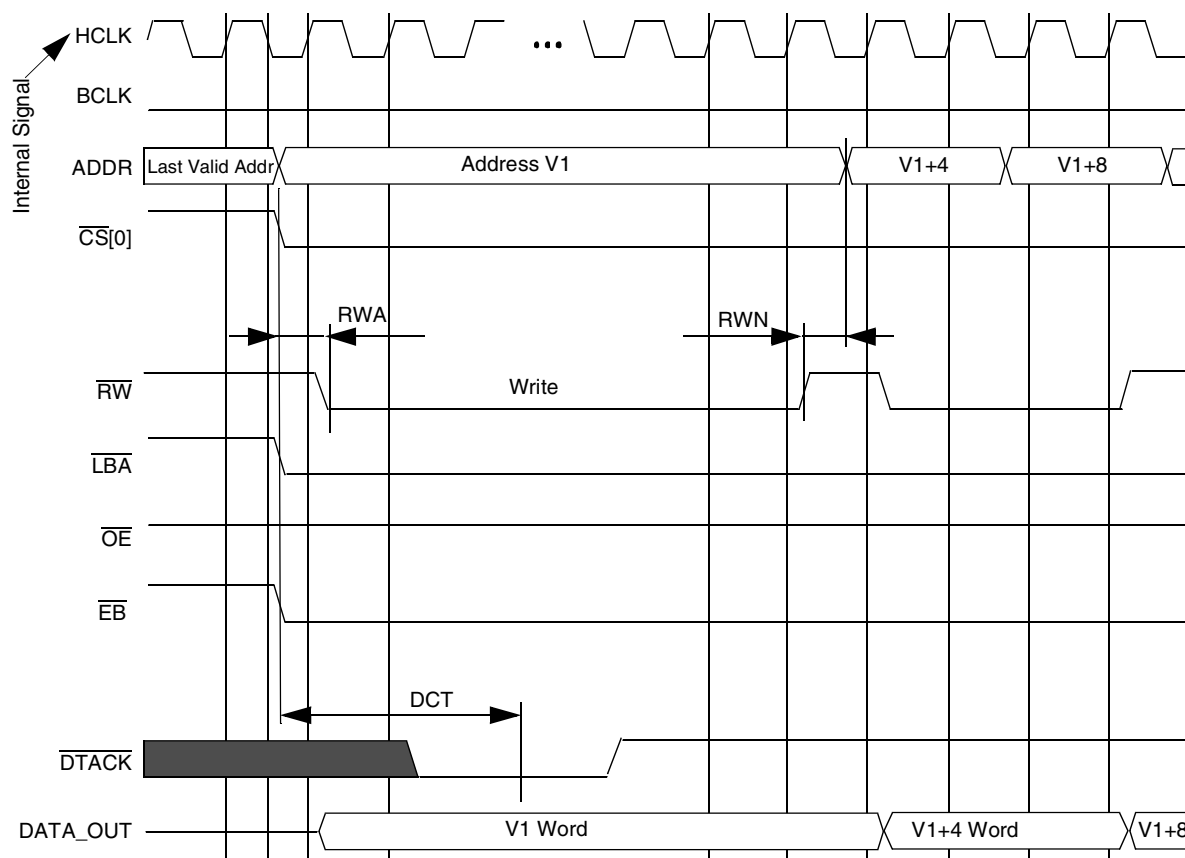 Internal Signal
HCLK
...
BCLK
ADDR
Last Valid Addr
Address V1
V1+4
V1+8
CS[0]
RWA
RWN
RW
Write
LBA
OE
EB
DCT
DTACK
DATA_OUT
V1 Word
V1+4 Word
V1+8